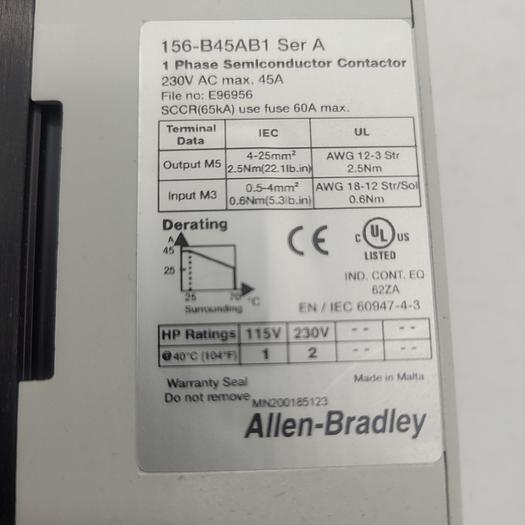 156-B45AB1 Ser A
1 Phase Semiconductor Contactor
230V AC max. 45A
File no: E96956
SCCR(65kA) use fuse 60A max.
Terminal Data IEC UL
Output M5 4-25mm² 2.5Nm(22.1lb.in) AWG 12-3 Str 2.5Nm
Input M3 0.5-4mm² 0.6Nm(5.3lb.in) AWG 18-12 Str/Sol 0.6Nm
Derating
A
45
25
25 70 °C
Surrounding
CE
C UL US
LISTED
IND. CONT. EQ
62ZA
EN / IEC 60947-4-3
HP Ratings 115V 230V - - - -
@40°C (104°F) 1 2 - - - -
Warranty Seal
Do not remove
Made in Malta
MN200185123
Allen-Bradley